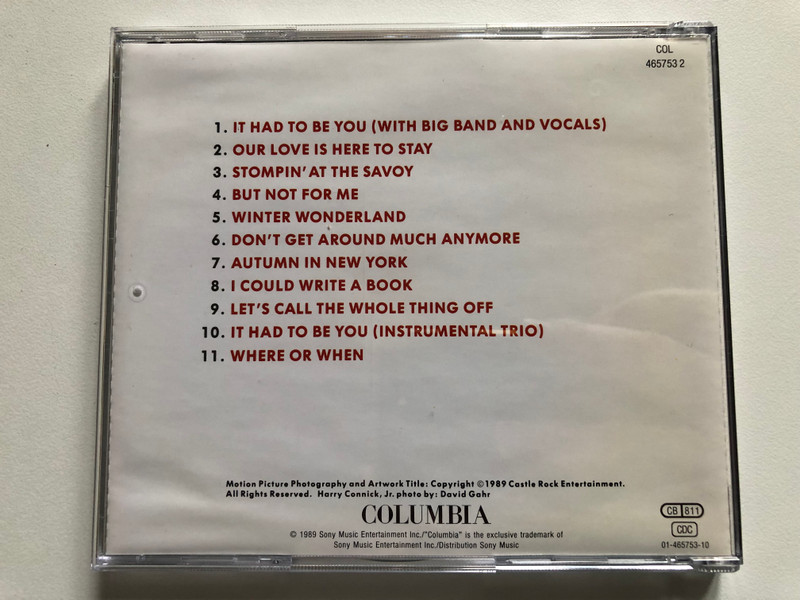 COL
465753 2
1. IT HAD TO BE YOU (WITH BIG BAND AND VOCALS)
2. OUR LOVE IS HERE TO STAY
3. STOMPIN' AT THE SAVOY
4. BUT NOT FOR ME
5. WINTER WONDERLAND
6. DON'T GET AROUND MUCH ANYMORE
7. AUTUMN IN NEW YORK
8. I COULD WRITE A BOOK
9. LET'S CALL THE WHOLE THING OFF
10. IT HAD TO BE YOU (INSTRUMENTAL TRIO)
11. WHERE OR WHEN
Motion Picture Photography and Artwork Title: Copyright ©1989 Castle Rock Entertainment.
All Rights Reserved. Harry Connick, Jr. photo by: David Gahr
COLUMBIA
© 1989 Sony Music Entertainment Inc./"Columbia" is the exclusive trademark of
Sony Music Entertainment Inc./Distribution Sony Music
CB 811
CDC
01-465753-10